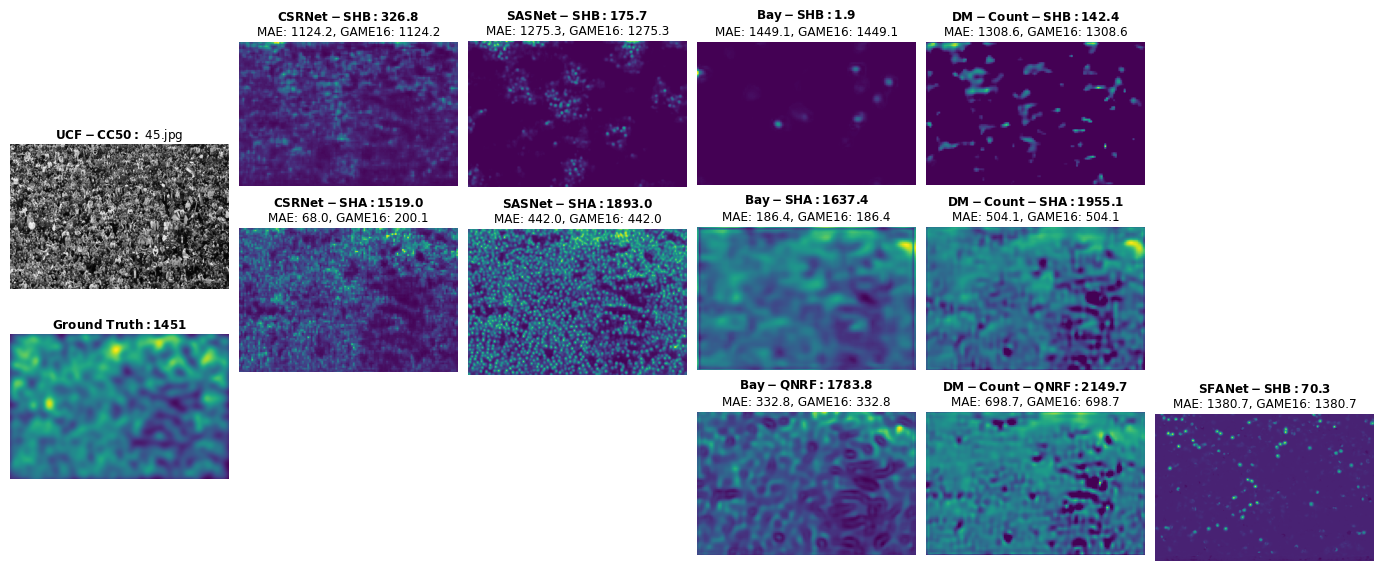 CSRNet − SHB : 326.8
MAE: 1124.2, GAME16: 1124.2
SASNet − SHB : 175.7
MAE: 1275.3, GAME16: 1275.3
Bay − SHB : 1.9
MAE: 1449.1, GAME16: 1449.1
DM − Count − SHB : 142.4
MAE: 1308.6, GAME16: 1308.6
UCF − CC50 : 45.jpg
CSRNet − SHA : 1519.0
MAE: 68.0, GAME16: 200.1
SASNet − SHA : 1893.0
MAE: 442.0, GAME16: 442.0
Bay − SHA : 1637.4
MAE: 186.4, GAME16: 186.4
DM − Count − SHA : 1955.1
MAE: 504.1, GAME16: 504.1
Ground Truth : 1451
Bay − QNRF : 1783.8
MAE: 332.8, GAME16: 332.8
DM − Count − QNRF : 2149.7
MAE: 698.7, GAME16: 698.7
SFANet − SHB : 70.3
MAE: 1380.7, GAME16: 1380.7